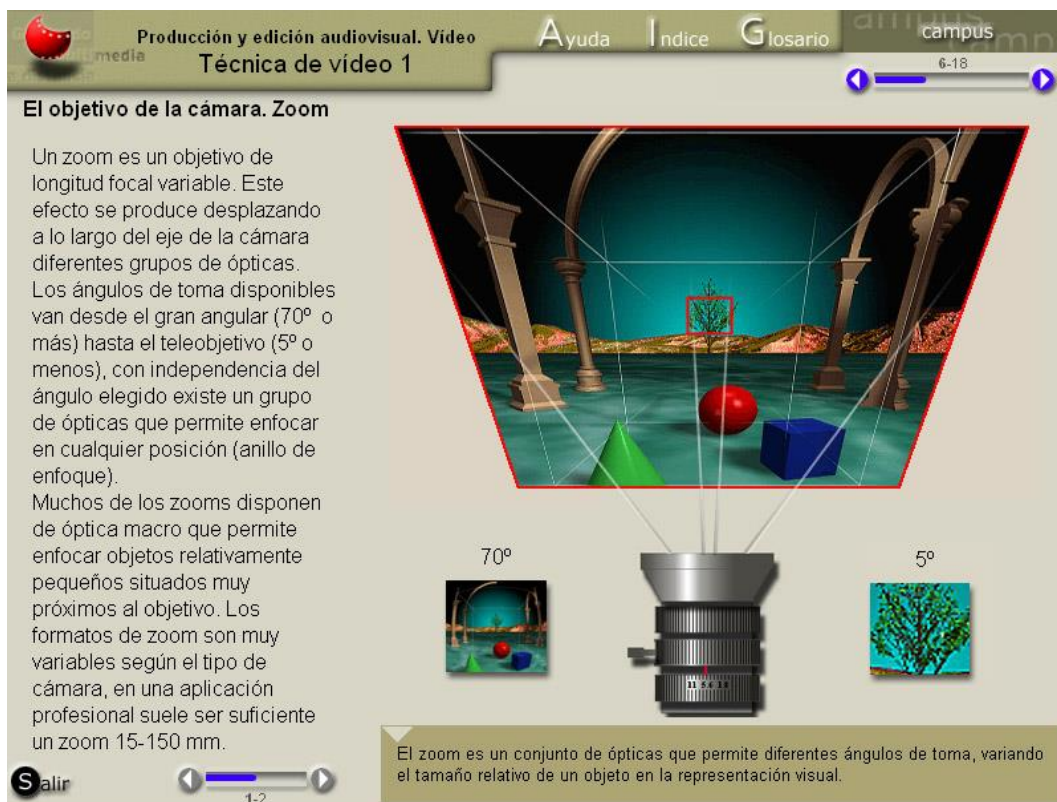 Producción y edición audiovisual. Vídeo
Técnica de vídeo 1
media
Ayuda
Indice
Glosario
campus
6-18
El objetivo de la cámara. Zoom
Un zoom es un objetivo de
longitud focal variable. Este
efecto se produce desplazando
a lo largo del eje de la cámara
diferentes grupos de ópticas.
Los ángulos de toma disponibles
van desde el gran angular (70º o
más) hasta el teleobjetivo (5º o
menos), con independencia del
ángulo elegido existe un grupo
de ópticas que permite enfocar
en cualquier posición (anillo de
enfoque).
Muchos de los zooms disponen
de óptica macro que permite
enfocar objetos relativamente
pequeños situados muy
próximos al objetivo. Los
formatos de zoom son muy
variables según el tipo de
cámara, en una aplicación
profesional suele ser suficiente
un zoom 15-150 mm.
70º
5º
El zoom es un conjunto de ópticas que permite diferentes ángulos de toma, variando
el tamaño relativo de un objeto en la representación visual.
Salir
1-2